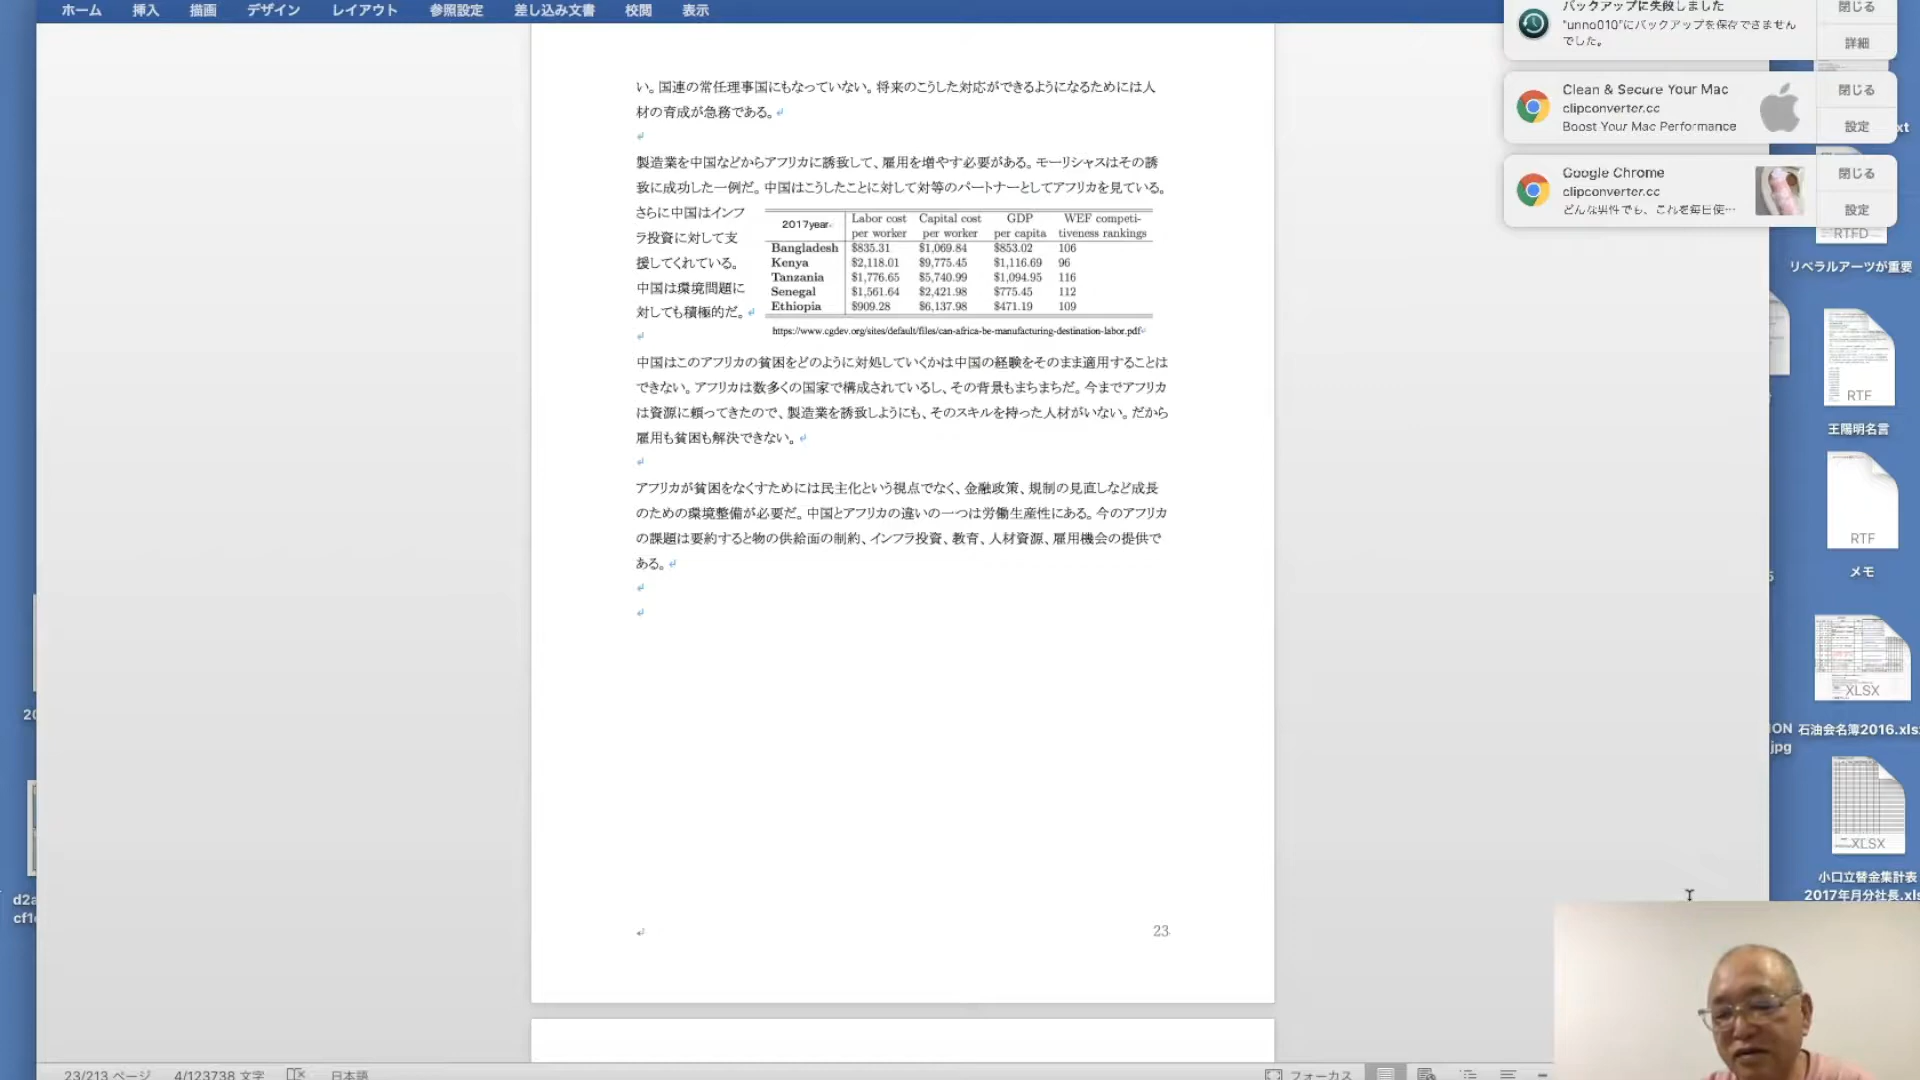 ホーム 挿入 描画 デザイン レイアウト 参照設定 差し込み文書 校閲 表示
い。国連の常任理事国にもなっていない。将来のこうした対応ができるようになるためには人
材の育成が急務である。
製造業を中国などからアフリカに誘致して、雇用を増やす必要がある。モーリシャスはその誘
致に成功した一例だ。中国はこうしたことに対して対等のパートナーとしてアフリカを見ている。
さらに中国はインフ
ラ投資に対して支
援してくれている。
中国は環境問題に
対しても積極的だ。
2017year Labor cost per worker Capital cost per worker GDP per capita WEF competi-tiveness rankings
Bangladesh $835.31 $1,069.84 $853.02 106
Kenya $2,118.01 $9,775.45 $1,116.69 96
Tanzania $1,776.65 $5,740.99 $1,094.95 116
Senegal $1,561.64 $2,421.98 $775.45 112
Ethiopia $909.28 $6,137.98 $471.19 109
https://www.cgdev.org/sites/default/files/can-africa-be-manufacturing-destination-labor.pdf
中国はこのアフリカの貧困をどのように対処していくかは中国の経験をそのまま適用することは
できない。アフリカは数多くの国家で構成されているし、その背景もまちまちだ。今までアフリカ
は資源に頼ってきたので、製造業を誘致しようにも、そのスキルを持った人材がいない。だから
雇用も貧困も解決できない。
アフリカが貧困をなくすためには民主化という視点でなく、金融政策、規制の見直しなど成長
のための環境整備が必要だ。中国とアフリカの違いの一つは労働生産性にある。今のアフリカ
の課題は要約すると物の供給面の制約、インフラ投資、教育、人材資源、雇用機会の提供で
ある。
23
23/213 ページ 4/123738 文字 日本語 フォーカス
バックアップに失敗しました
"unno010"にバックアップを保存できません
でした。
閉じる
詳細
Clean & Secure Your Mac
clipconverter.cc
Boost Your Mac Performance
閉じる
設定
Google Chrome
clipconverter.cc
どんな男性でも、これを毎日使…
閉じる
設定
xt
RTFD
リベラルアーツが重要
RTF
王陽明名言
RTF
メモ
XLSX
ION
jpg
石油会名簿2016.xls
XLSX
小口立替金集計表
2017年月分社長.xls
20
d2a
cf1